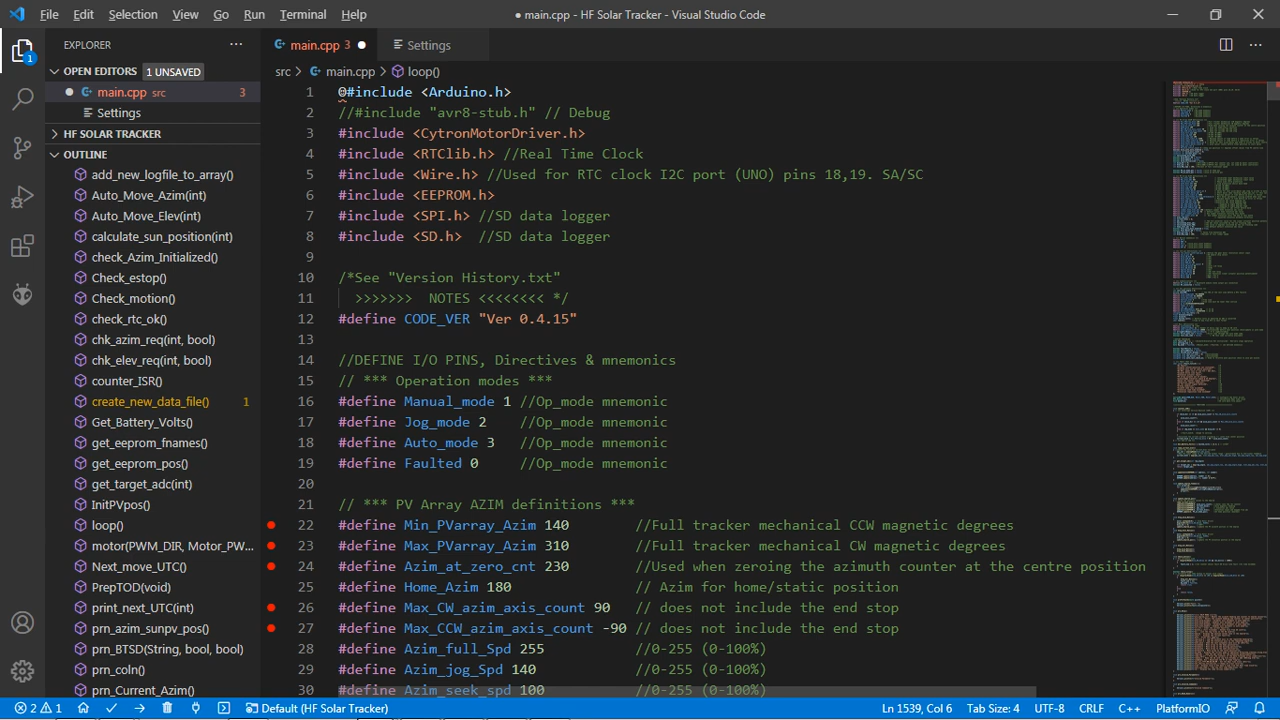 File Edit Selection View Go Run Terminal Help
● main.cpp - HF Solar Tracker - Visual Studio Code
EXPLORER
OPEN EDITORS 1 UNSAVED
main.cpp src 3
Settings
HF SOLAR TRACKER
OUTLINE
add_new_logfile_to_array()
Auto_Move_Azim(int)
Auto_Move_Elev(int)
calculate_sun_position(int)
check_Azim_Initialized()
Check_estop()
Check_motion()
check_rtc_ok()
chk_azim_req(int, bool)
chk_elev_req(int, bool)
counter_ISR()
create_new_data_file() 1
Get_Battery_Volts()
get_eeprom_fnames()
get_eeprom_pos()
get_target_adc(int)
InitPVpos()
loop()
motor(PWM_DIR, Motor_PW...
Next_move_UTC()
PrepTOD(void)
print_next_UTC(int)
prn_azim_sunpv_pos()
prn_BTSD(String, bool, bool)
prn_coln()
prn_Current_Azim()
main.cpp 3 ●
Settings
src > main.cpp > loop()
1 @#include <Arduino.h>
2 //#include "avr8-stub.h" // Debug
3 #include <CytronMotorDriver.h>
4 #include <RTClib.h> //Real Time Clock
5 #include <Wire.h> //Used for RTC clock I2C port (UNO) pins 18,19. SA/SC
6 #include <EEPROM.h>
7 #include <SPI.h> //SD data logger
8 #include <SD.h> //SD data logger
9
10 /*See "Version History.txt"
11 >>>>>>> NOTES <<<<<<<< */
12 #define CODE_VER "Ver 0.4.15"
13
14 //DEFINE I/O PINS, directives & mnemonics
15 // *** Operation modes ***
16 #define Manual_mode 1 //Op_mode mnemonic
17 #define Jog_mode 2 //Op_mode mnemonic
18 #define Auto_mode 3 //Op_mode mnemonic
19 #define Faulted 0 //Op_mode mnemonic
20
21 // *** PV Array AZIM definitions ***
22 #define Min_PVarray_Azim 140 //Full tracker mechanical CCW magnetic degrees
23 #define Max_PVarray_Azim 310 //Full tracker mechanical CW magnetic degrees
24 #define Azim_at_zero_cnt 230 //Used when zeroing the azimuth counter at the centre position
25 #define Home_Azim 0 // Azim for home/static position
26 #define Max_CW_azim_axis_count 90 // does not include the end stop
27 #define Max_CCW_azim_axis_count -90 // does not include the end stop
28 #define Azim_full_Spd 255 //0-255 (0-100%)
29 #define Azim_jog_Spd 140 //0-255 (0-100%)
30 #define Azim_seek_spd 100 //0-255 (0-100%)
2 1
Default (HF Solar Tracker)
Ln 1539, Col 6 Tab Size: 4 UTF-8 CRLF C++ PlatformIO